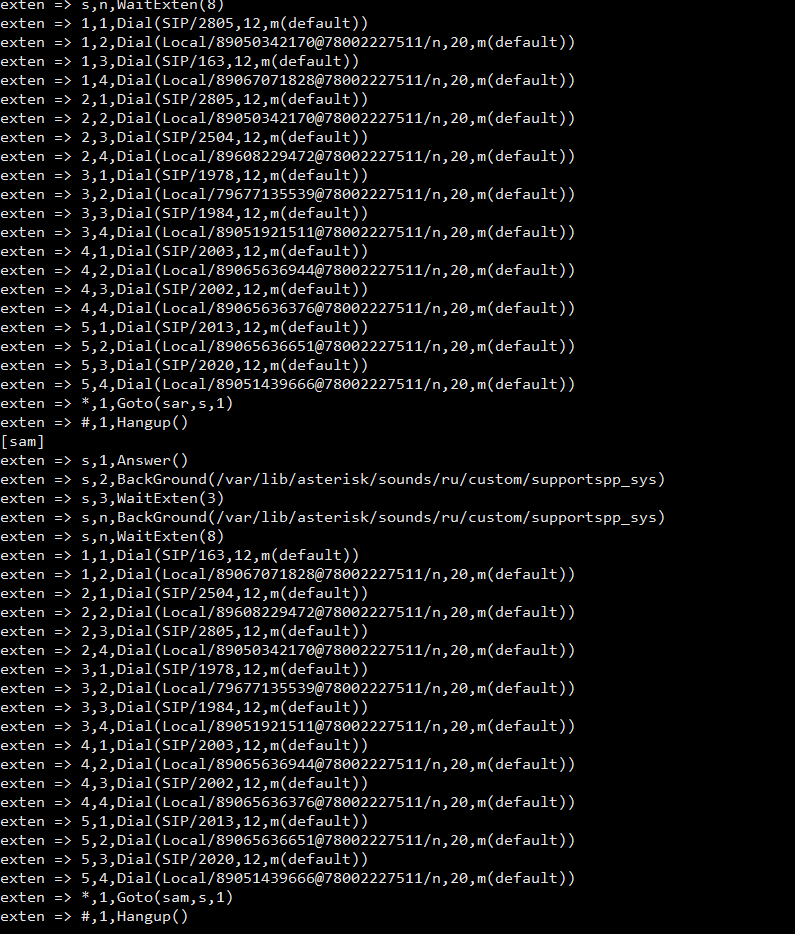 exten => s,n,WaitExten(8)
exten => 1,1,Dial(SIP/2805,12,m(default))
exten => 1,2,Dial(Local/89050342170@78002227511/n,20,m(default))
exten => 1,3,Dial(SIP/163,12,m(default))
exten => 1,4,Dial(Local/89067071828@78002227511/n,20,m(default))
exten => 2,1,Dial(SIP/2805,12,m(default))
exten => 2,2,Dial(Local/89050342170@78002227511/n,20,m(default))
exten => 2,3,Dial(SIP/2504,12,m(default))
exten => 2,4,Dial(Local/89608229472@78002227511/n,20,m(default))
exten => 3,1,Dial(SIP/1978,12,m(default))
exten => 3,2,Dial(Local/79677135539@78002227511/n,20,m(default))
exten => 3,3,Dial(SIP/1984,12,m(default))
exten => 3,4,Dial(Local/89051921511@78002227511/n,20,m(default))
exten => 4,1,Dial(SIP/2003,12,m(default))
exten => 4,2,Dial(Local/89065636944@78002227511/n,20,m(default))
exten => 4,3,Dial(SIP/2002,12,m(default))
exten => 4,4,Dial(Local/89065636376@78002227511/n,20,m(default))
exten => 5,1,Dial(SIP/2013,12,m(default))
exten => 5,2,Dial(Local/89065636651@78002227511/n,20,m(default))
exten => 5,3,Dial(SIP/2020,12,m(default))
exten => 5,4,Dial(Local/89051439666@78002227511/n,20,m(default))
exten => *,1,Goto(sar,s,1)
exten => #,1,Hangup()
[sam]
exten => s,1,Answer()
exten => s,2,BackGround(/var/lib/asterisk/sounds/ru/custom/supportspp_sys)
exten => s,3,WaitExten(3)
exten => s,n,BackGround(/var/lib/asterisk/sounds/ru/custom/supportspp_sys)
exten => s,n,WaitExten(8)
exten => 1,1,Dial(SIP/163,12,m(default))
exten => 1,2,Dial(Local/89067071828@78002227511/n,20,m(default))
exten => 2,1,Dial(SIP/2504,12,m(default))
exten => 2,2,Dial(Local/89608229472@78002227511/n,20,m(default))
exten => 2,3,Dial(SIP/2805,12,m(default))
exten => 2,4,Dial(Local/89050342170@78002227511/n,20,m(default))
exten => 3,1,Dial(SIP/1978,12,m(default))
exten => 3,2,Dial(Local/79677135539@78002227511/n,20,m(default))
exten => 3,3,Dial(SIP/1984,12,m(default))
exten => 3,4,Dial(Local/89051921511@78002227511/n,20,m(default))
exten => 4,1,Dial(SIP/2003,12,m(default))
exten => 4,2,Dial(Local/89065636944@78002227511/n,20,m(default))
exten => 4,3,Dial(SIP/2002,12,m(default))
exten => 4,4,Dial(Local/89065636376@78002227511/n,20,m(default))
exten => 5,1,Dial(SIP/2013,12,m(default))
exten => 5,2,Dial(Local/89065636651@78002227511/n,20,m(default))
exten => 5,3,Dial(SIP/2020,12,m(default))
exten => 5,4,Dial(Local/89051439666@78002227511/n,20,m(default))
exten => *,1,Goto(sam,s,1)
exten => #,1,Hangup()